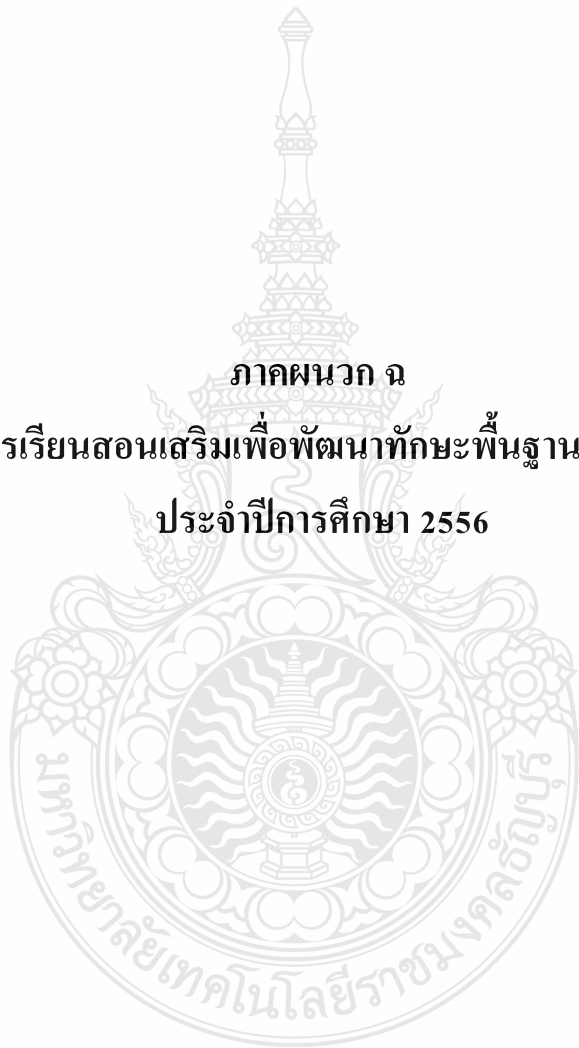 ภาคผนวก ฉ
รเรียนสอนเสริมเพื่อพัฒนาทักษะพื้นฐาน
ประจำปีการศึกษา 2556
มหาวิทยาลัยเทคโนโลยีราชมงคลธัญบุรี